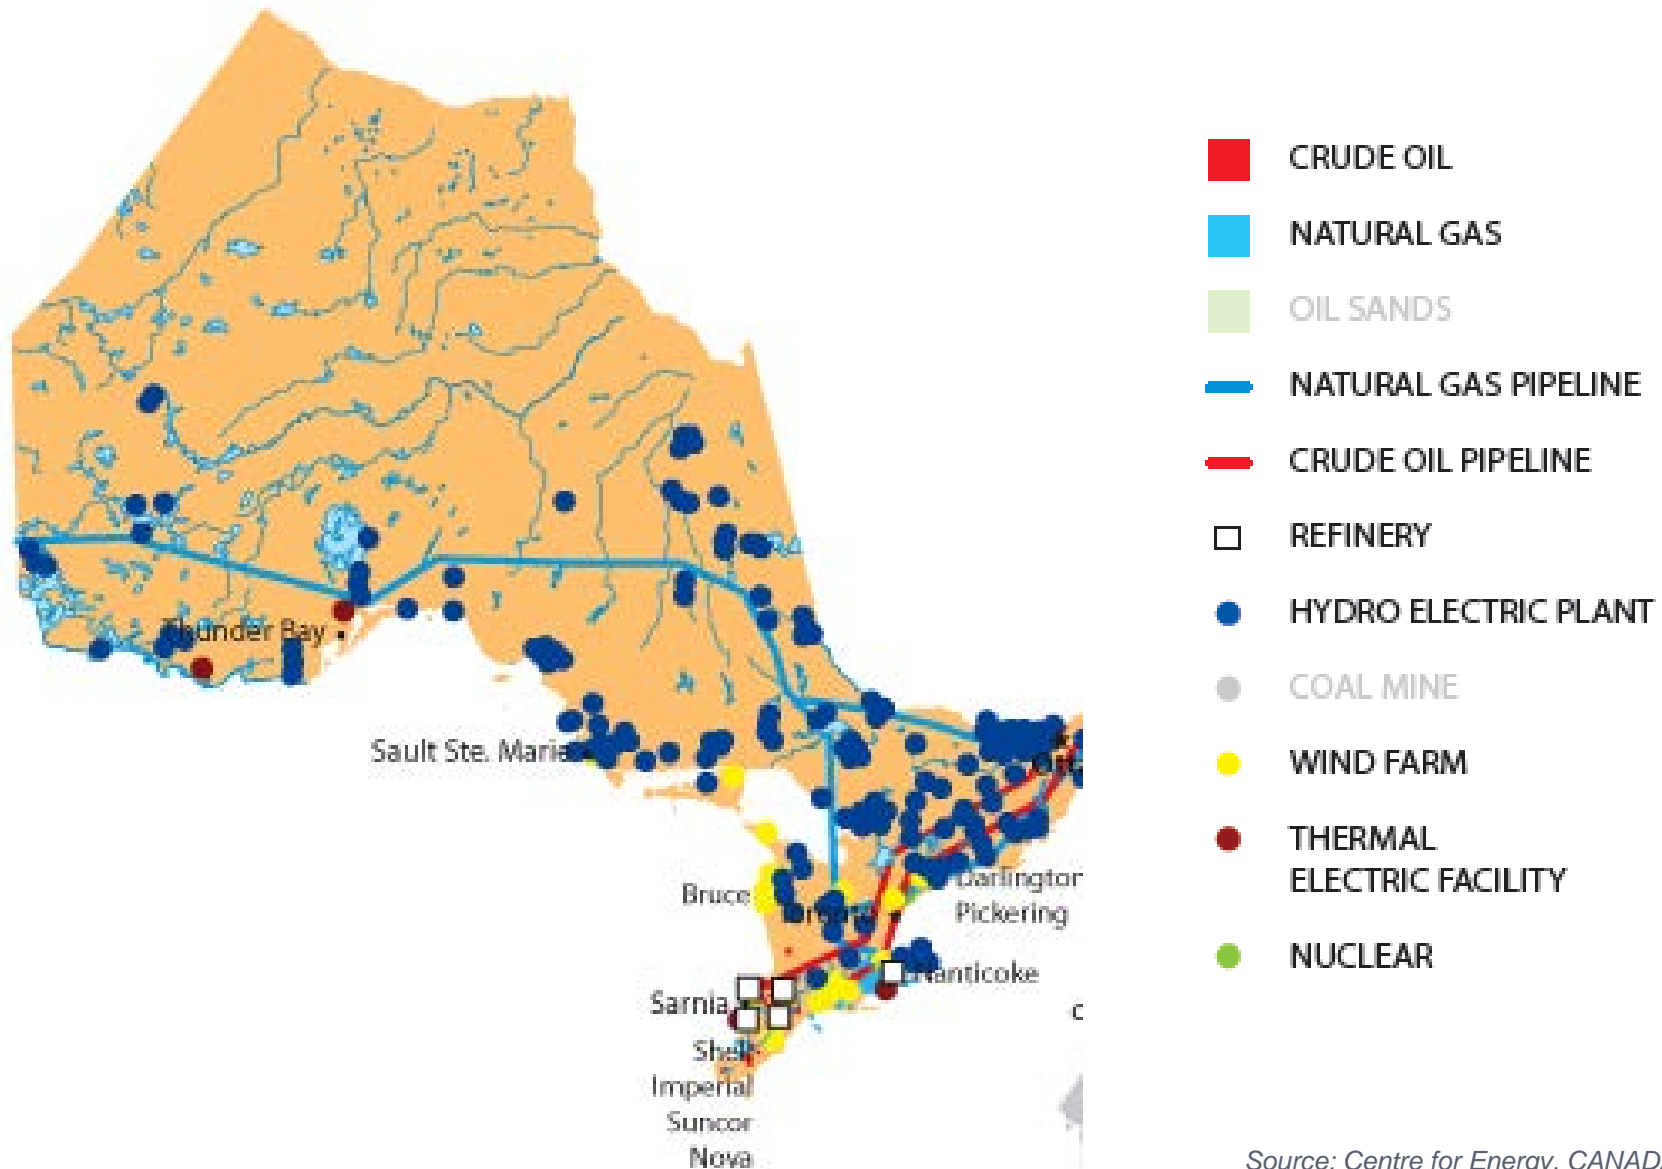 CRUDE OIL
NATURAL GAS
OIL SANDS
NATURAL GAS PIPELINE
CRUDE OIL PIPELINE
REFINERY
HYDRO ELECTRIC PLANT
COAL MINE
WIND FARM
THERMAL
ELECTRIC FACILITY
NUCLEAR
Thunder Bay
Sault Ste. Marie
Bruce
Darlington
Pickering
Nanticoke
Sarnia
Shell
Imperial
Suncor
Nova
Source: Centre for Energy, CANAD